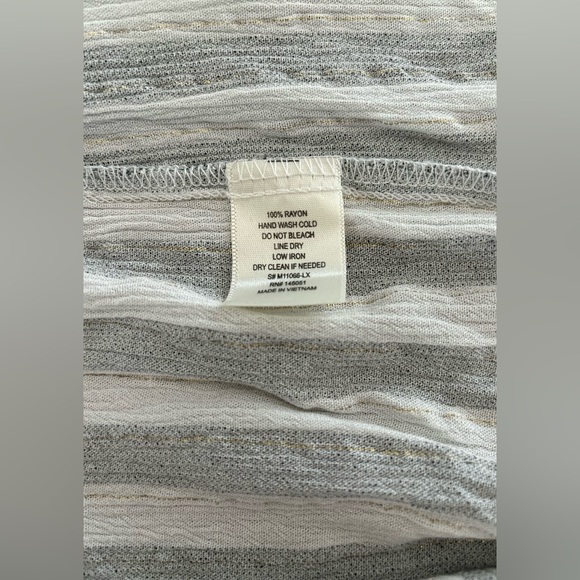 100% RAYON
HAND WASH COLD
DO NOT BLEACH
LINE DRY
LOW IRON
DRY CLEAN IF NEEDED
S# M11066-LX
RN# 148051
MADE IN VIETNAM